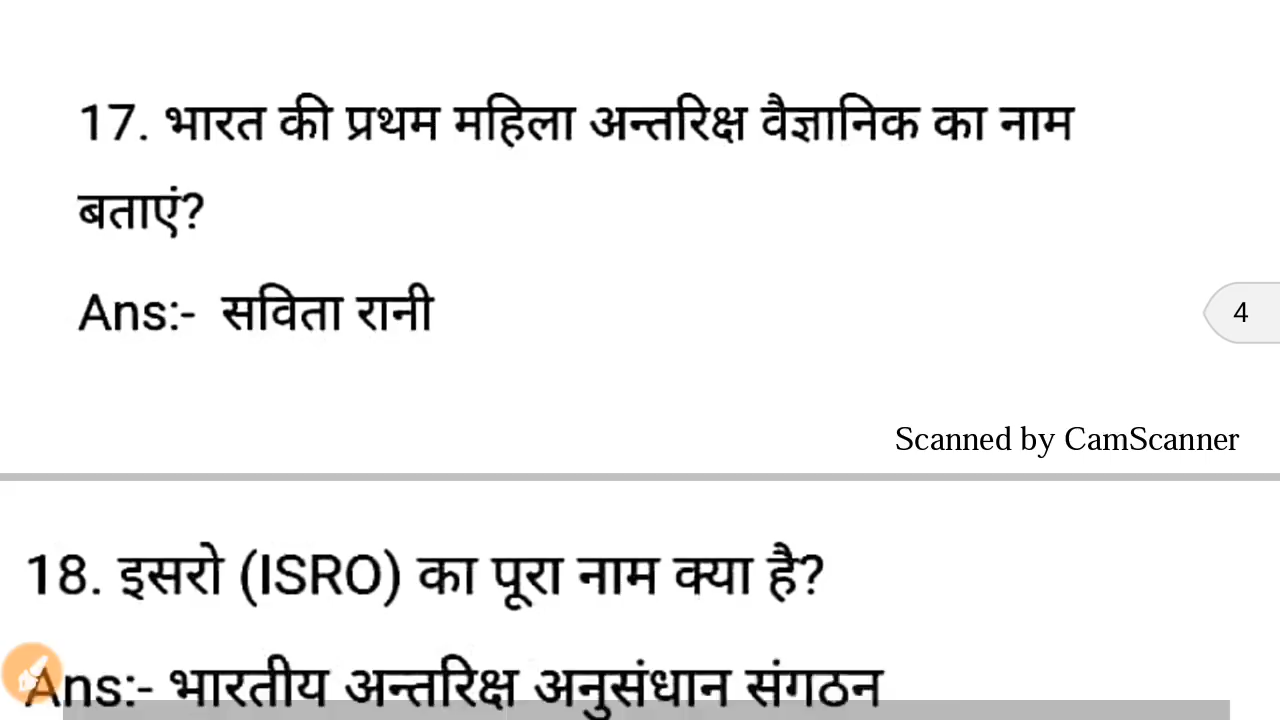 17. भारत की प्रथम महिला अन्तरिक्ष वैज्ञानिक का नाम
बताएं?
Ans:- सविता रानी
4
Scanned by CamScanner
18. इसरो (ISRO) का पूरा नाम क्या है?
Ans:- भारतीय अन्तरिक्ष अनुसंधान संगठन